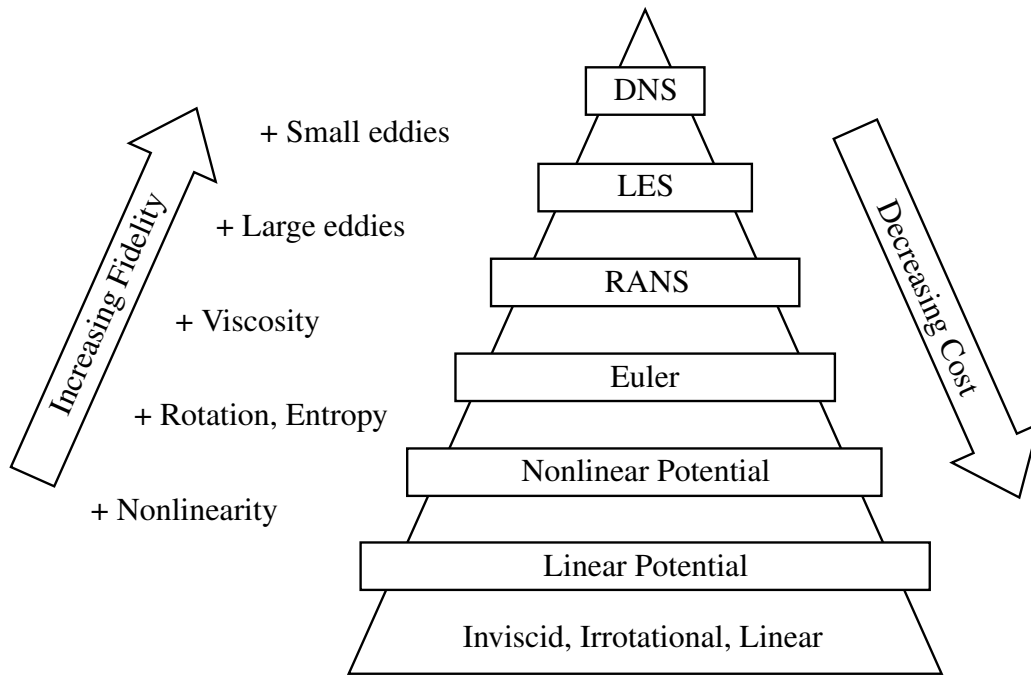 DNS
+ Small eddies
LES
+ Large eddies
RANS
+ Viscosity
Euler
+ Rotation, Entropy
Nonlinear Potential
+ Nonlinearity
Linear Potential
Inviscid, Irrotational, Linear
Increasing Fidelity
Decreasing Cost